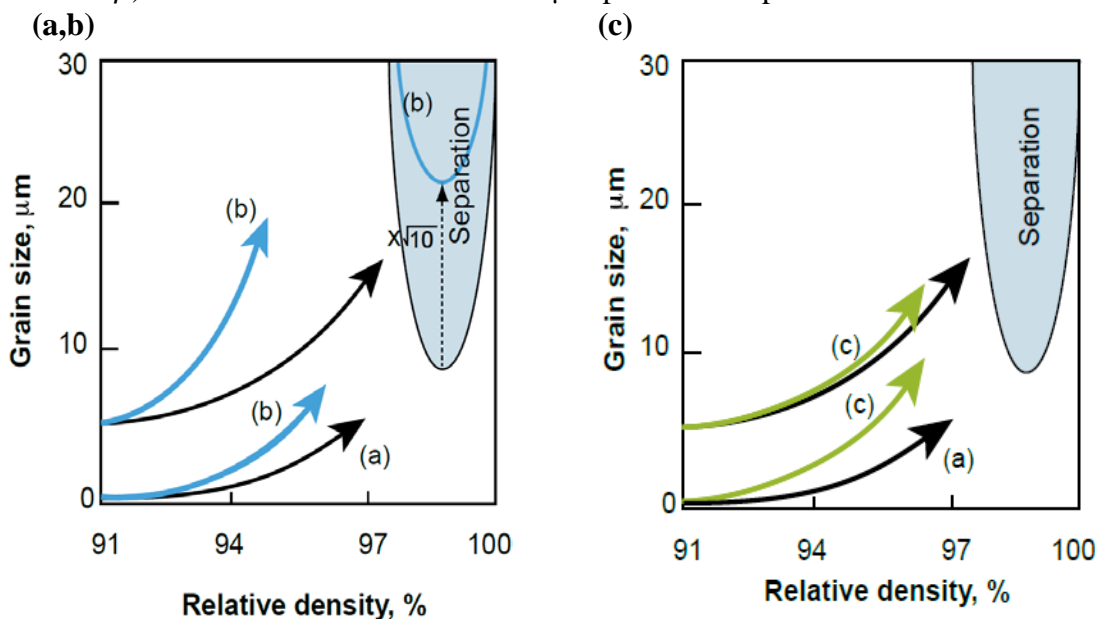 (a,b)
30
20
10
0
Grain size, μm
(b)
(b)
(b)
(a)
x√10
Separation
91 94 97 100
Relative density, %
(c)
30
20
10
0
Grain size, μm
(c)
(c)
(a)
Separation
91 94 97 100
Relative density, %